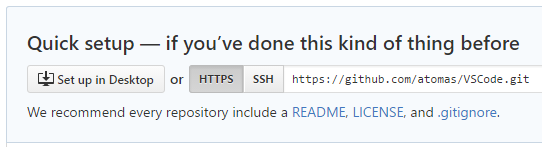 Quick setup — if you’ve done this kind of thing before
Set up in Desktop or HTTPS SSH https://github.com/atomas/VSCode.git
We recommend every repository include a README, LICENSE, and .gitignore.